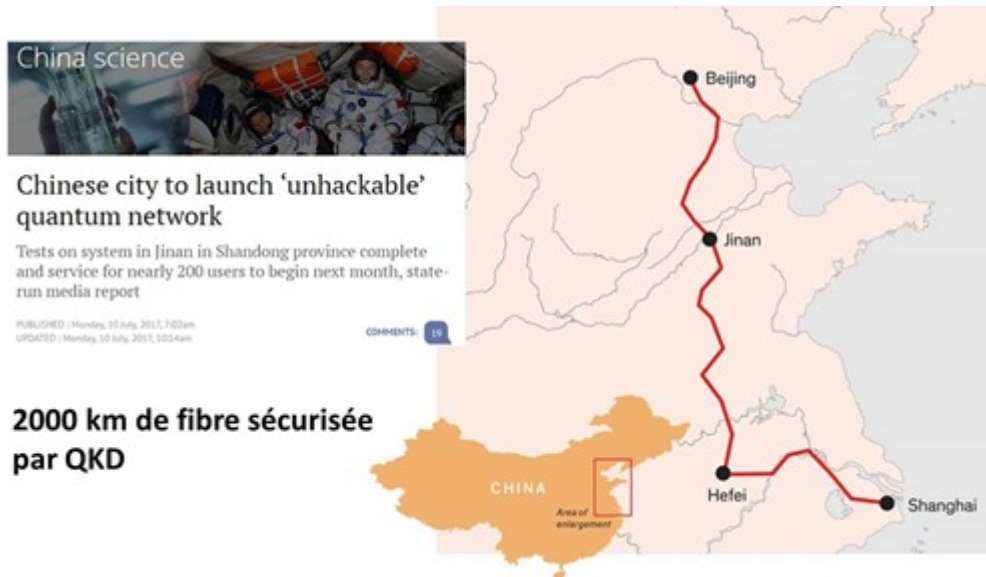 China science
Chinese city to launch ‘unhackable’
quantum network
Tests on system in Jinan in Shandong province complete
and service for nearly 200 users to begin next month, state-
run media report
PUBLISHED : Monday, 10 July, 2017, 7:02am
UPDATED : Monday, 10 July, 2017, 10:14am
COMMENTS: 19
2000 km de fibre sécurisée
par QKD
Beijing
Jinan
Hefei
Shanghai
CHINA
Area of
enlargement